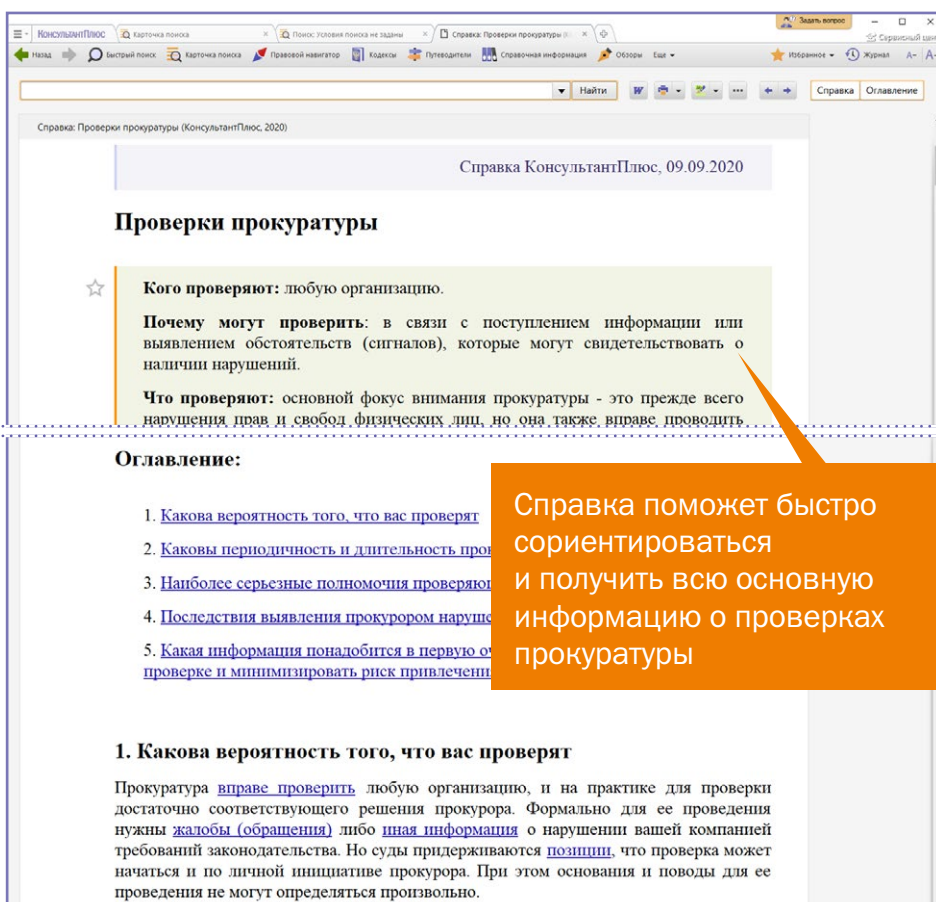 Задать вопрос
КонсультантПлюс
Карточка поиска
Поиск: Условия поиска не заданы
Справка: Проверки прокуратуры
Сервисный
Назад
Быстрый поиск
Карточка поиска
Правовой навигатор
Кодексы
Путеводители
Справочная информация
Обзоры
Еще
Избранное
Журнал
A−
A+
Найти
Справка
Оглавление
Справка: Проверки прокуратуры (КонсультантПлюс, 2020)
Справка КонсультантПлюс, 09.09.2020
Проверки прокуратуры
Кого проверяют: любую организацию.
Почему могут проверить: в связи с поступлением информации или
выявлением обстоятельств (сигналов), которые могут свидетельствовать о
наличии нарушений.
Что проверяют: основной фокус внимания прокуратуры - это прежде всего
нарушения прав и свобод физических лиц, но она также вправе проводить
Оглавление:
1. Какова вероятность того, что вас проверят
2. Каковы периодичность и длительность
3. Наиболее серьезные полномочия
4. Последствия выявления прокурором
5. Какая информация понадобится в первую
проверке и минимизировать риск
Справка поможет быстро
сориентироваться
и получить всю основную
информацию о проверках
прокуратуры
1. Какова вероятность того, что вас проверят
Прокуратура вправе проверить любую организацию, и на практике для проверки
достаточно соответствующего решения прокурора. Формально для ее проведения
нужны жалобы (обращения) либо иная информация о нарушении вашей компанией
требований законодательства. Но суды придерживаются позиции, что проверка может
начаться и по личной инициативе прокурора. При этом основания и поводы для ее
проведения не могут определяться произвольно.